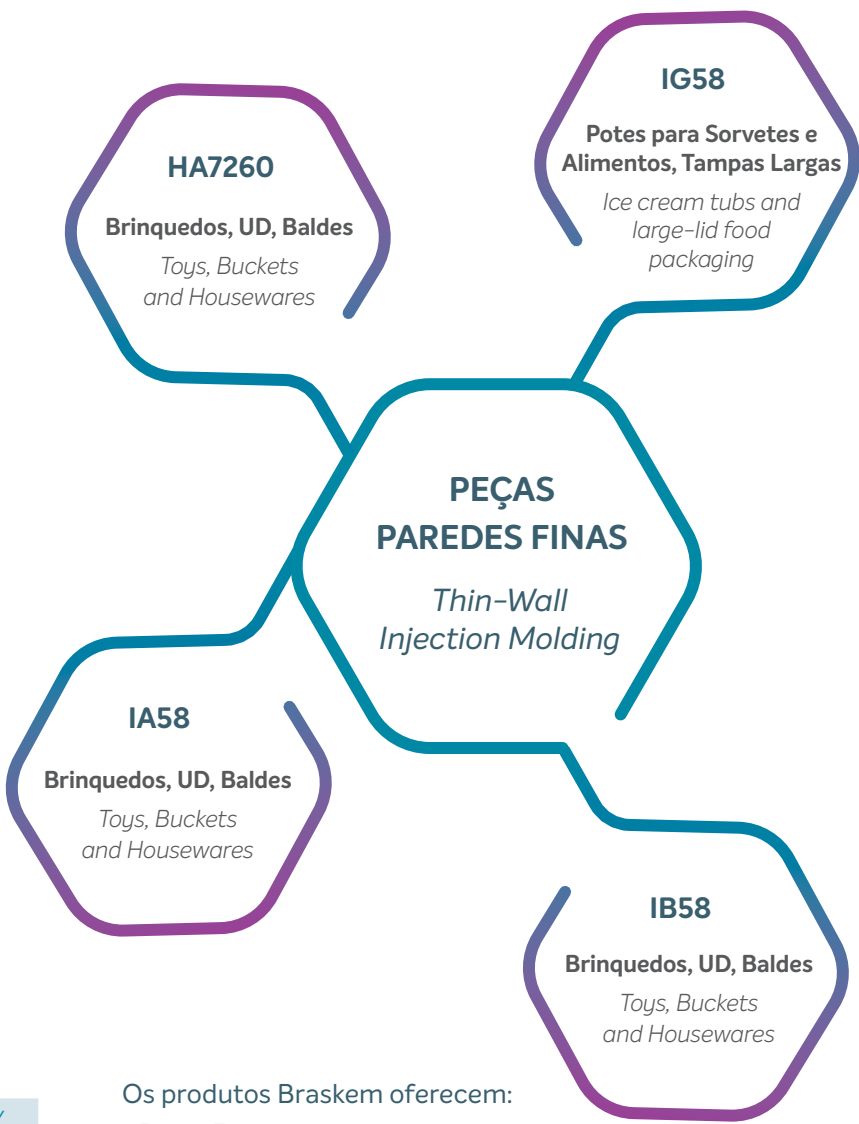 IG58
Potes para Sorvetes e
Alimentos, Tampas Largas
Ice cream tubs and
large-lid food
packaging
HA7260
Brinquedos, UD, Baldes
Toys, Buckets
and Housewares
PEÇAS
PAREDES FINAS
Thin-Wall
Injection Molding
IA58
Brinquedos, UD, Baldes
Toys, Buckets
and Housewares
IB58
Brinquedos, UD, Baldes
Toys, Buckets
and Housewares
Os produtos Braskem oferecem: